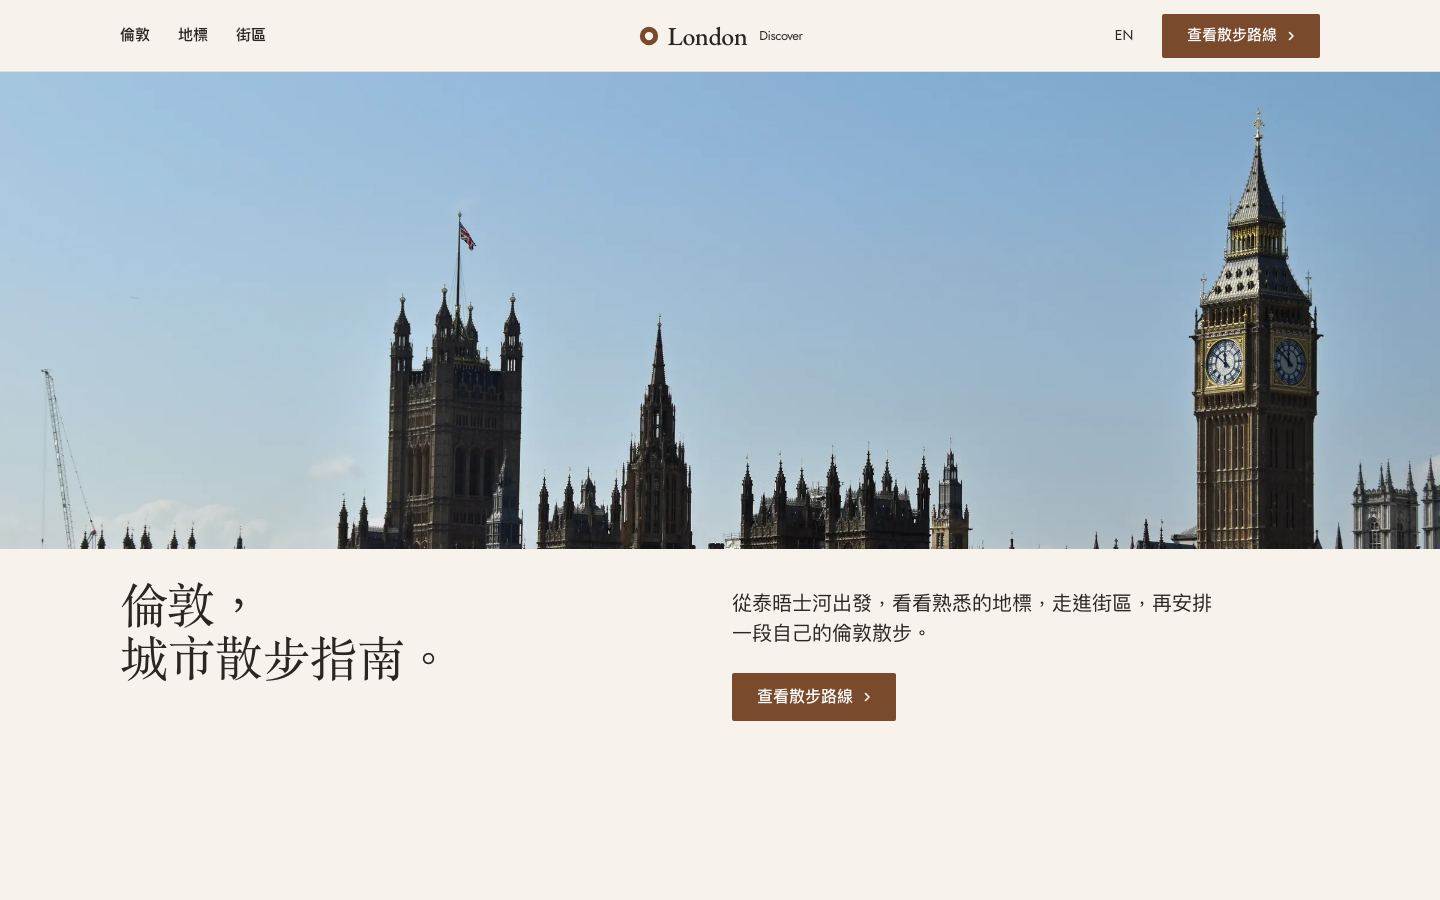 倫敦
地標
街區
London Discover
EN
查看散步路線
倫敦，
城市散步指南。
從泰晤士河出發，看看熟悉的地標，走進街區，再安排
一段自己的倫敦散步。
查看散步路線